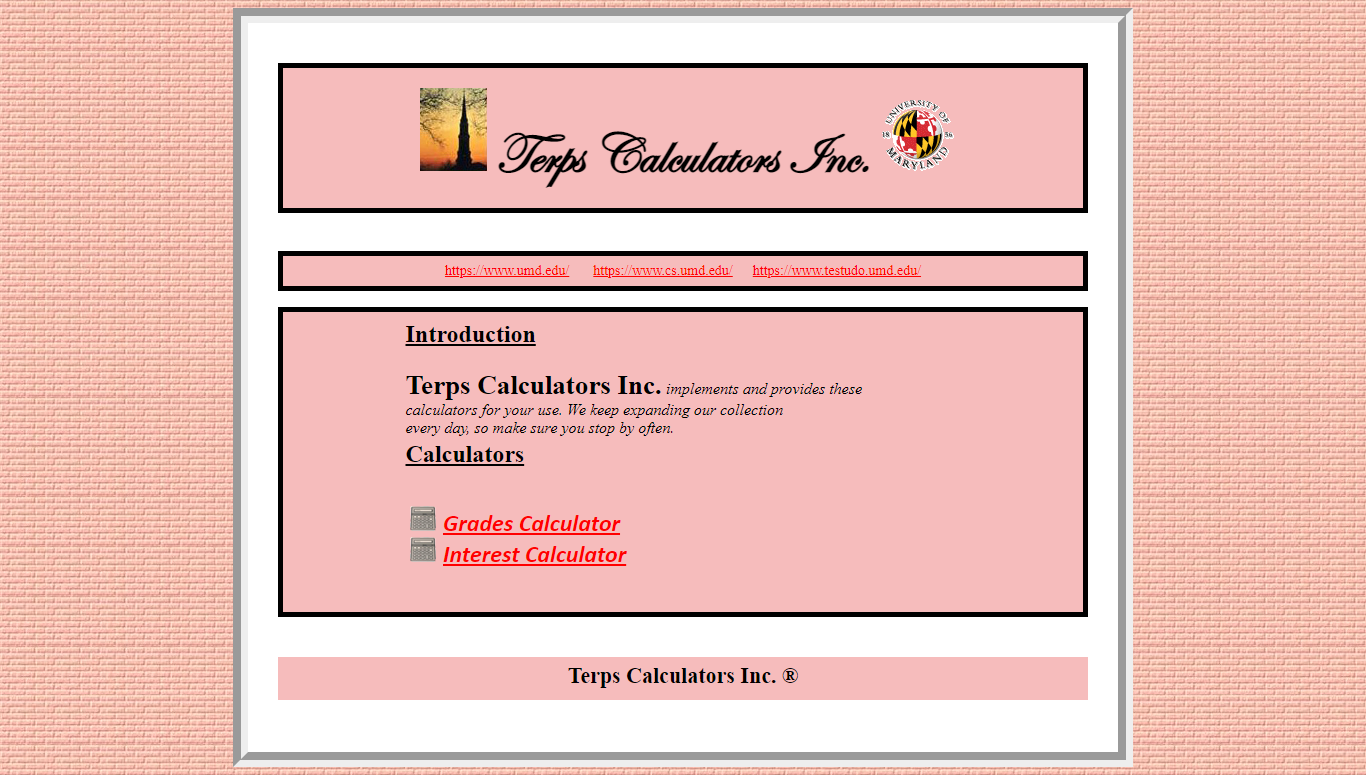 Terps Calculators Inc.
UNIVERSITY OF
18 56
MARYLAND
https://www.umd.edu/ https://www.cs.umd.edu/ https://www.testudo.umd.edu/
Introduction
Terps Calculators Inc. implements and provides these
calculators for your use. We keep expanding our collection
every day, so make sure you stop by often.
Calculators
Grades Calculator
Interest Calculator
Terps Calculators Inc. ®